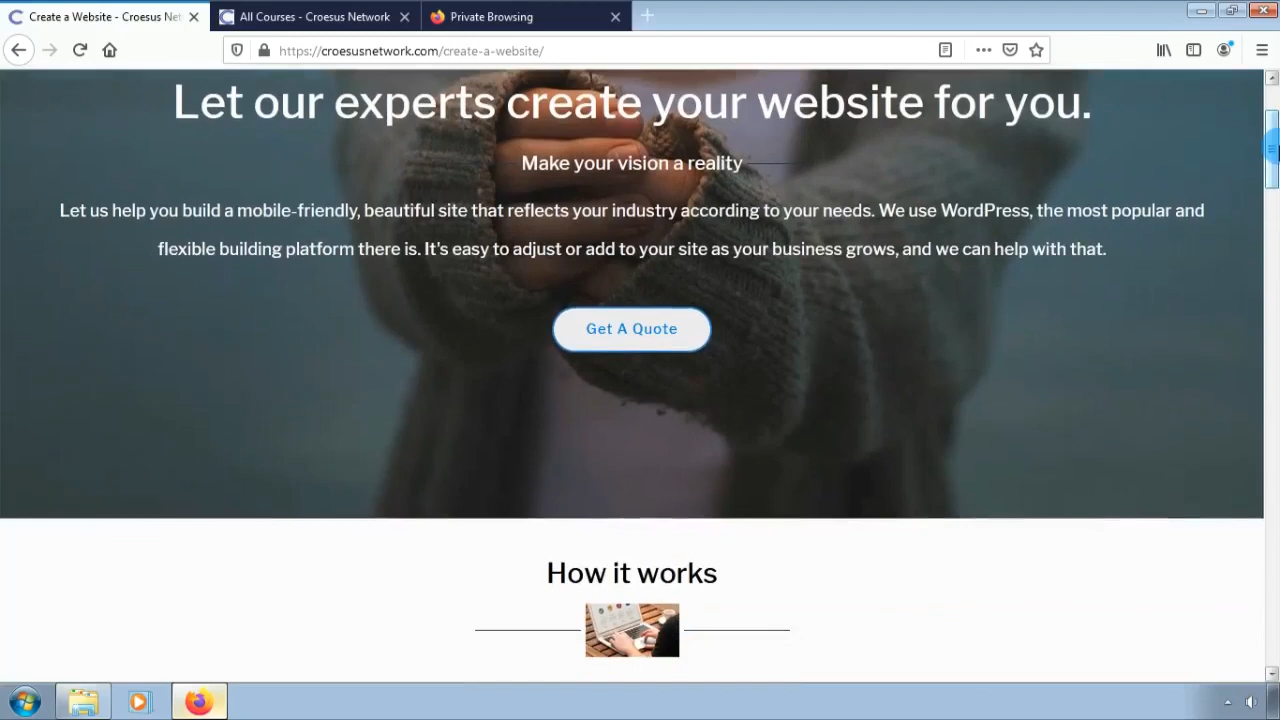 Create a Website - Croesus Net
All Courses - Croesus Network
Private Browsing
https://croesusnetwork.com/create-a-website/
Let our experts create your website for you.
Make your vision a reality
Let us help you build a mobile-friendly, beautiful site that reflects your industry according to your needs. We use WordPress, the most popular and
flexible building platform there is. It's easy to adjust or add to your site as your business grows, and we can help with that.
Get A Quote
How it works